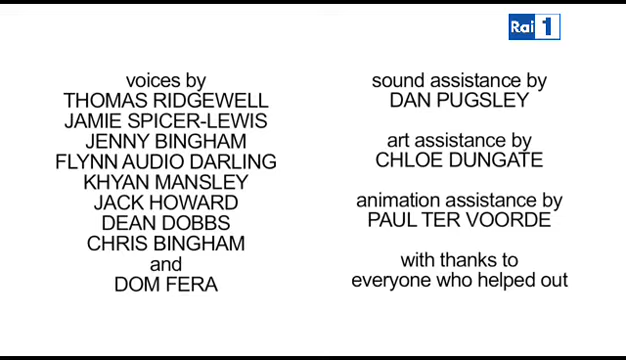 Rai 1
voices by
THOMAS RIDGEWELL
JAMIE SPICER-LEWIS
JENNY BINGHAM
FLYNN AUDIO DARLING
KHYAN MANSLEY
JACK HOWARD
DEAN DOBBS
CHRIS BINGHAM
and
DOM FERA
sound assistance by
DAN PUGSLEY
art assistance by
CHLOE DUNGATE
animation assistance by
PAUL TER VOORDE
with thanks to
everyone who helped out